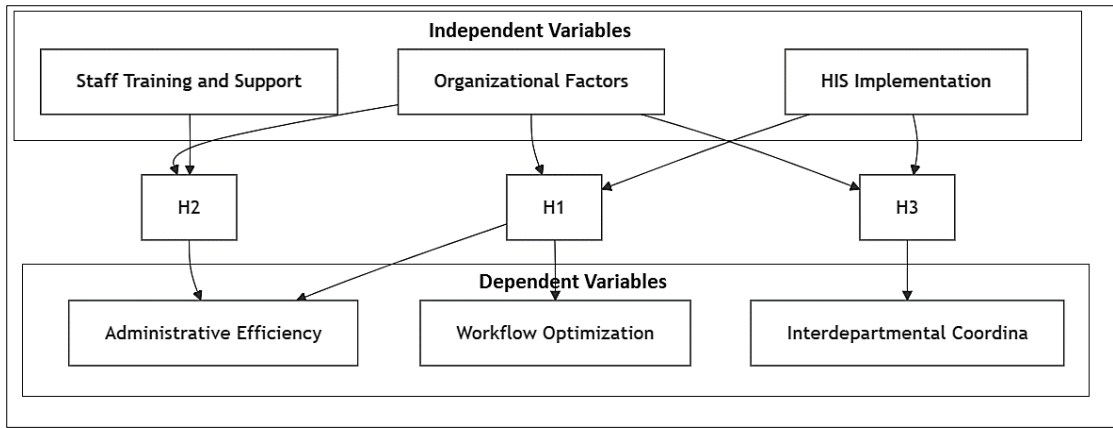 Independent Variables
Staff Training and Support
Organizational Factors
HIS Implementation
H2
H1
H3
Dependent Variables
Administrative Efficiency
Workflow Optimization
Interdepartmental Coordina